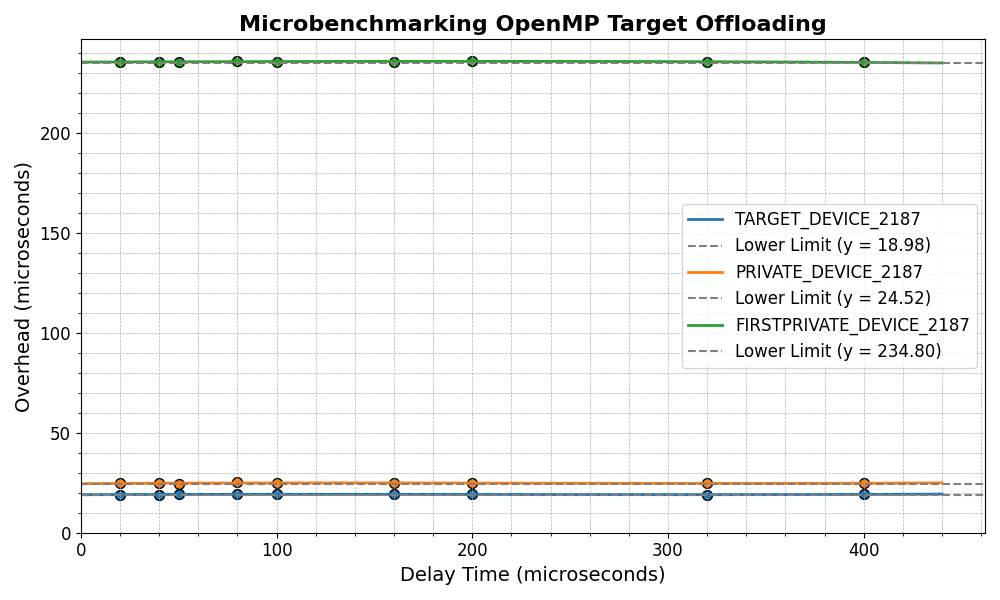 Microbenchmarking OpenMP Target Offloading
Overhead (microseconds)
200
150
100
50
0
TARGET_DEVICE_2187
Lower Limit (y = 18.98)
PRIVATE_DEVICE_2187
Lower Limit (y = 24.52)
FIRSTPRIVATE_DEVICE_2187
Lower Limit (y = 234.80)
0 100 200 300 400
Delay Time (microseconds)